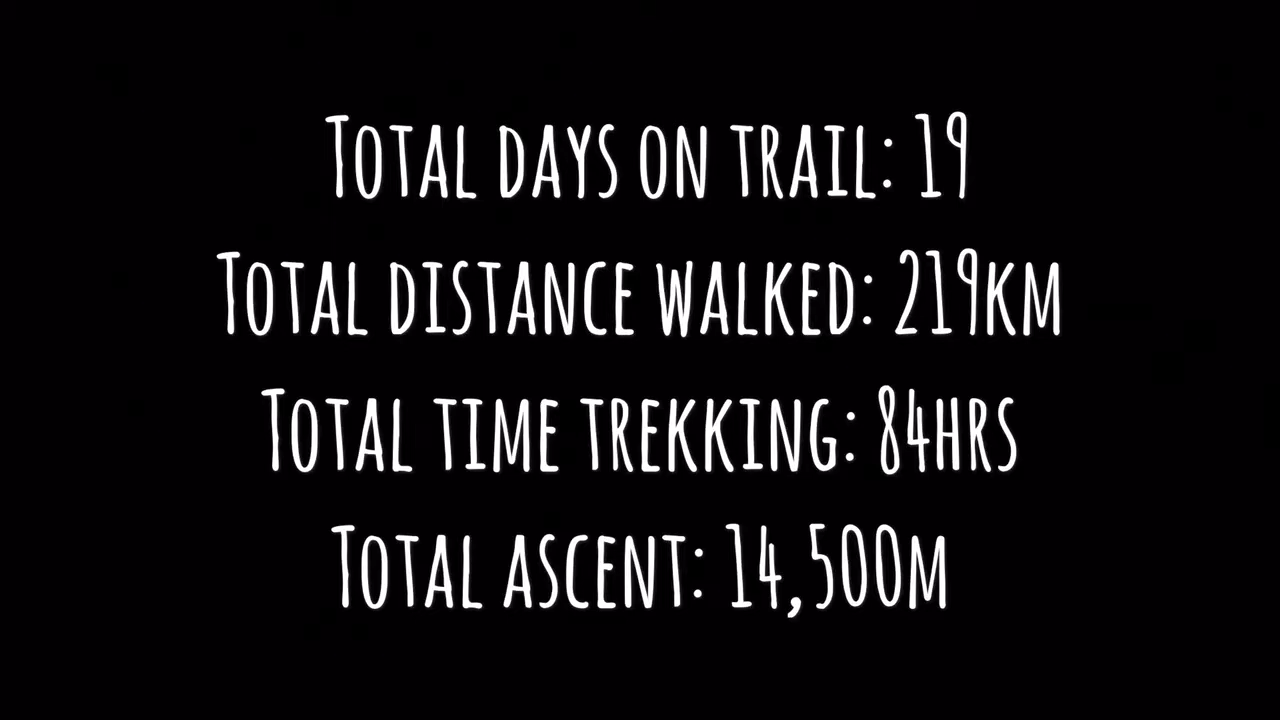 Total days on trail: 19
Total distance walked: 219km
Total time trekking: 84hrs
Total ascent: 14,500m